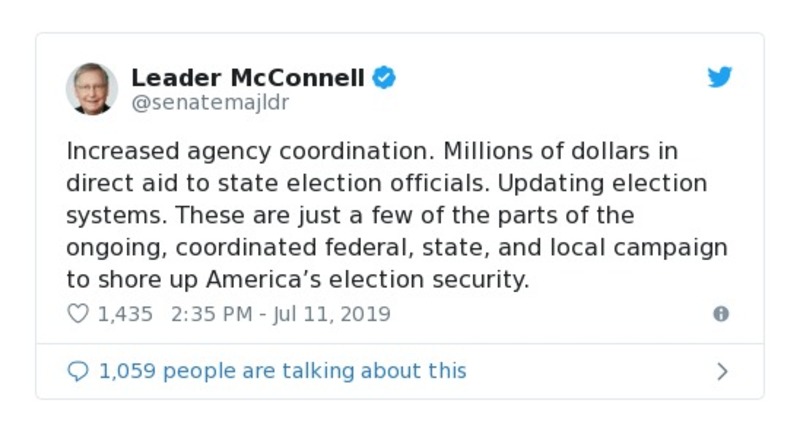 Leader McConnell
@senatemajldr
Increased agency coordination. Millions of dollars in
direct aid to state election officials. Updating election
systems. These are just a few of the parts of the
ongoing, coordinated federal, state, and local campaign
to shore up America’s election security.
1,435 2:35 PM - Jul 11, 2019
1,059 people are talking about this